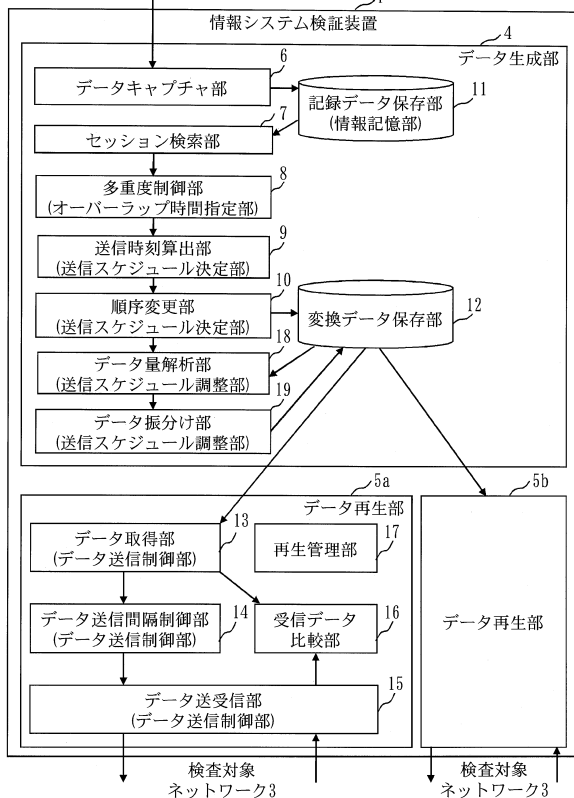 情報システム検証装置
4
データ生成部
6
データキャプチャ部
11
記録データ保存部
(情報記憶部)
7
セッション検索部
8
多重度制御部
(オーバーラップ時間指定部)
9
送信時刻算出部
(送信スケジュール決定部)
10
順序変更部
(送信スケジュール決定部)
12
変換データ保存部
18
データ量解析部
(送信スケジュール調整部)
19
データ振分け部
(送信スケジュール調整部)
5a
データ再生部
5b
データ再生部
13
データ取得部
(データ送信制御部)
17
再生管理部
14
データ送信間隔制御部
(データ送信制御部)
16
受信データ
比較部
15
データ送受信部
(データ送信制御部)
検査対象
ネットワーク3
検査対象
ネットワーク3